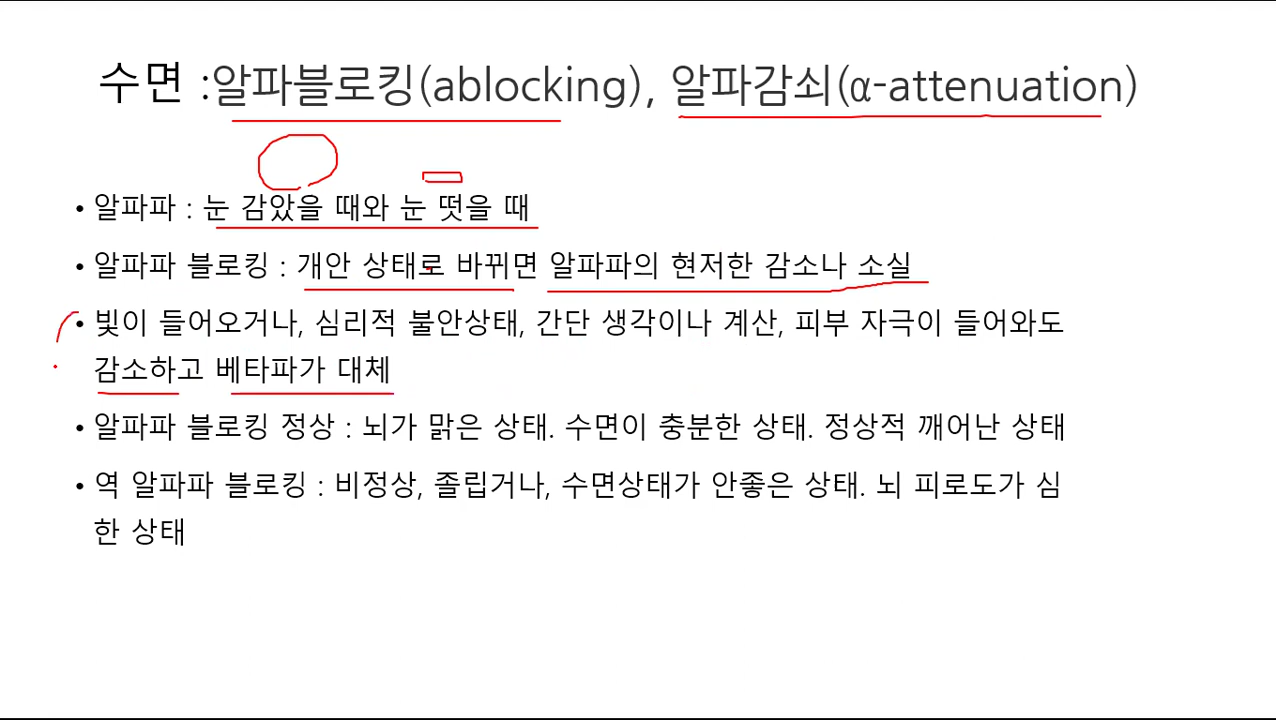 수면 :알파블로킹(ablocking), 알파감쇠(α-attenuation)
• 알파파 : 눈 감았을 때와 눈 떳을 때
• 알파파 블로킹 : 개안 상태로 바뀌면 알파파의 현저한 감소나 소실
• 빛이 들어오거나, 심리적 불안상태, 간단 생각이나 계산, 피부 자극이 들어와도
감소하고 베타파가 대체
• 알파파 블로킹 정상 : 뇌가 맑은 상태. 수면이 충분한 상태. 정상적 깨어난 상태
• 역 알파파 블로킹 : 비정상, 졸립거나, 수면상태가 안좋은 상태. 뇌 피로도가 심
한 상태